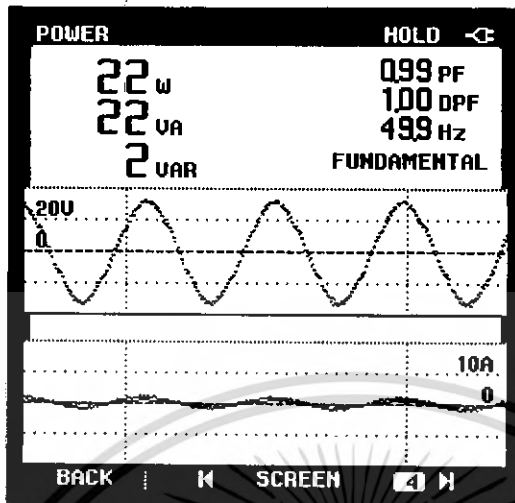 POWER HOLD
22 W 0.99 PF
22 VA 1.00 DPF
2 VAR 49.9 Hz
FUNDAMENTAL
20V
0
10A
0
BACK SCREEN 4